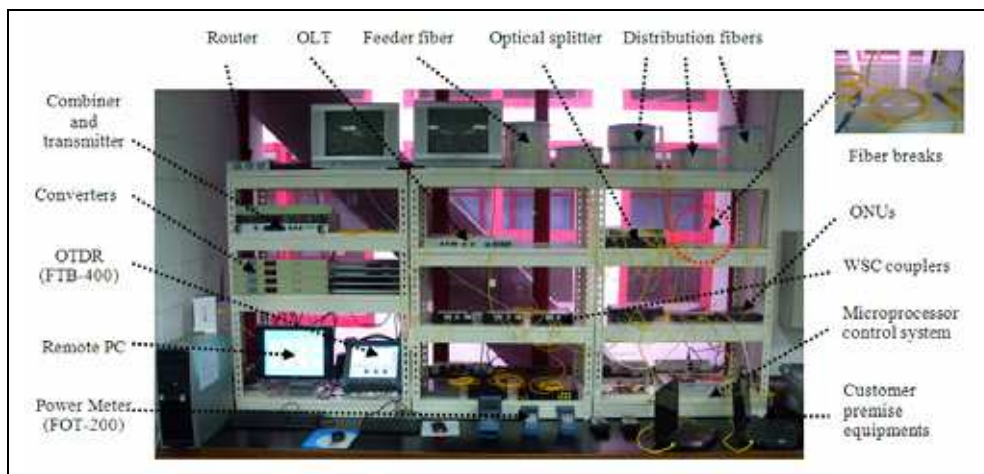 Router
OLT
Feeder fiber
Optical splitter
Distribution fibers
Combiner
and
transmitter
Fiber breaks
Converters
ONUs
OTDR
(FTB-400)
WSC couplers
Microprocessor
control system
Remote PC
Power Meter
(FOT-200)
Customer
premise
equipments